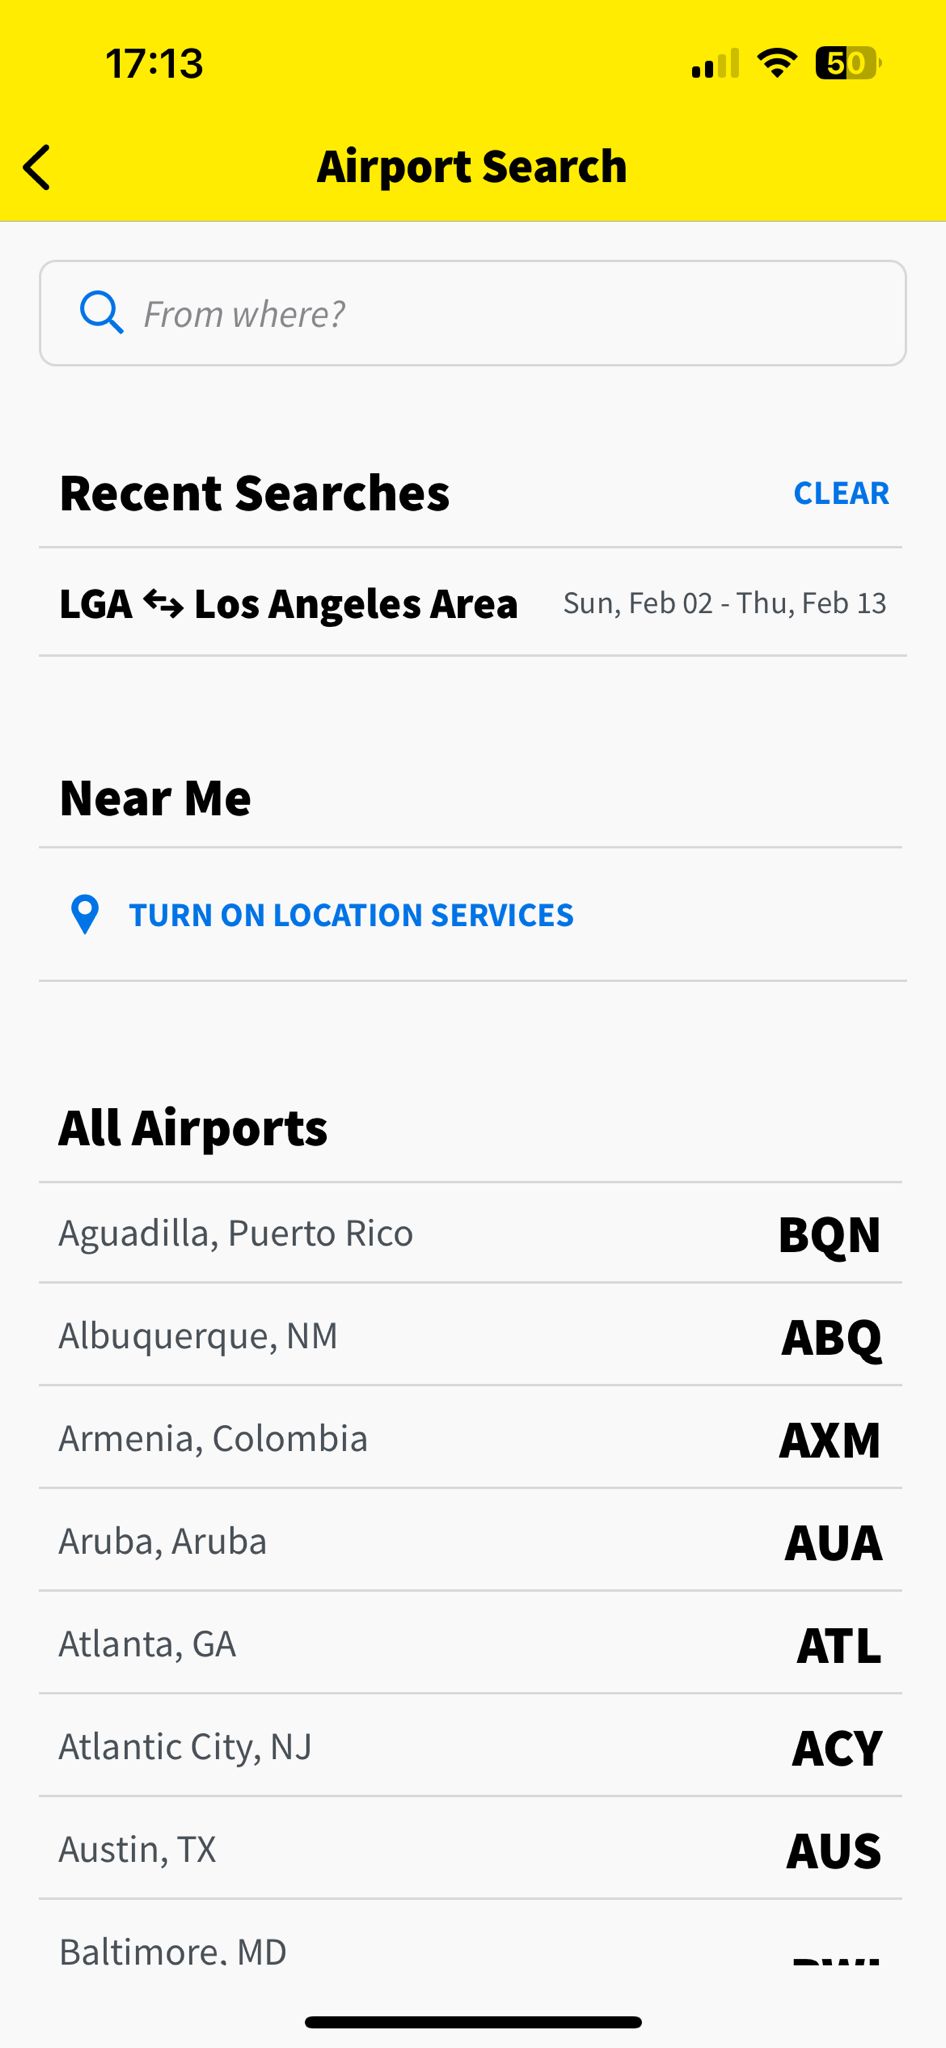 17:13
50
Airport Search
From where?
Recent Searches
CLEAR
LGA ⇆ Los Angeles Area Sun, Feb 02 - Thu, Feb 13
Near Me
TURN ON LOCATION SERVICES
All Airports
Aguadilla, Puerto Rico BQN
Albuquerque, NM ABQ
Armenia, Colombia AXM
Aruba, Aruba AUA
Atlanta, GA ATL
Atlantic City, NJ ACY
Austin, TX AUS
Baltimore, MD